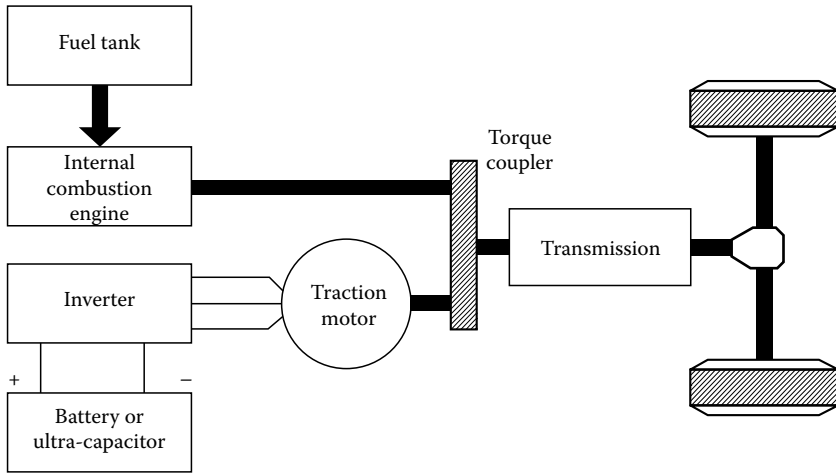 Fuel tank
Internal
combustion
engine
Torque
coupler
Transmission
Inverter
Traction
motor
+
−
Battery or
ultra-capacitor